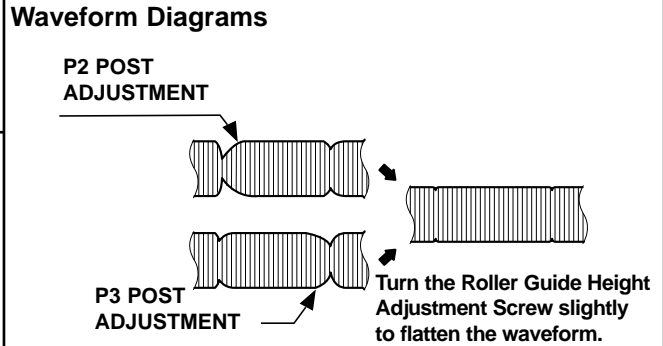 Waveform Diagrams
P2 POST
ADJUSTMENT
P3 POST
ADJUSTMENT
Turn the Roller Guide Height
Adjustment Screw slightly
to flatten the waveform.